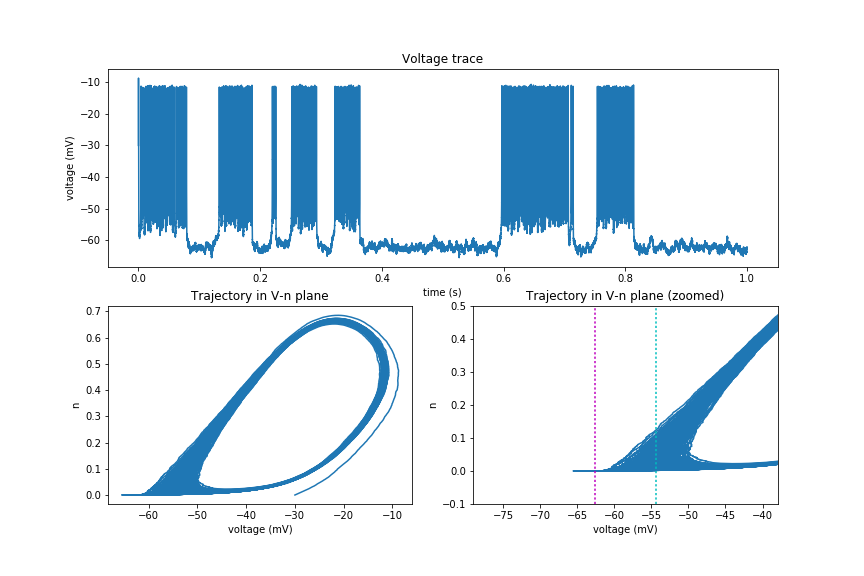 Voltage trace
−10
−20
−30
−40
−50
−60
voltage (mV)
0.0 0.2 0.4 0.6 0.8 1.0
time (s)
Trajectory in V-n plane
0.7
0.6
0.5
0.4
0.3
0.2
0.1
0.0
n
−60 −50 −40 −30 −20 −10
voltage (mV)
Trajectory in V-n plane (zoomed)
0.5
0.4
0.3
0.2
0.1
0.0
−0.1
n
−75 −70 −65 −60 −55 −50 −45 −40
voltage (mV)